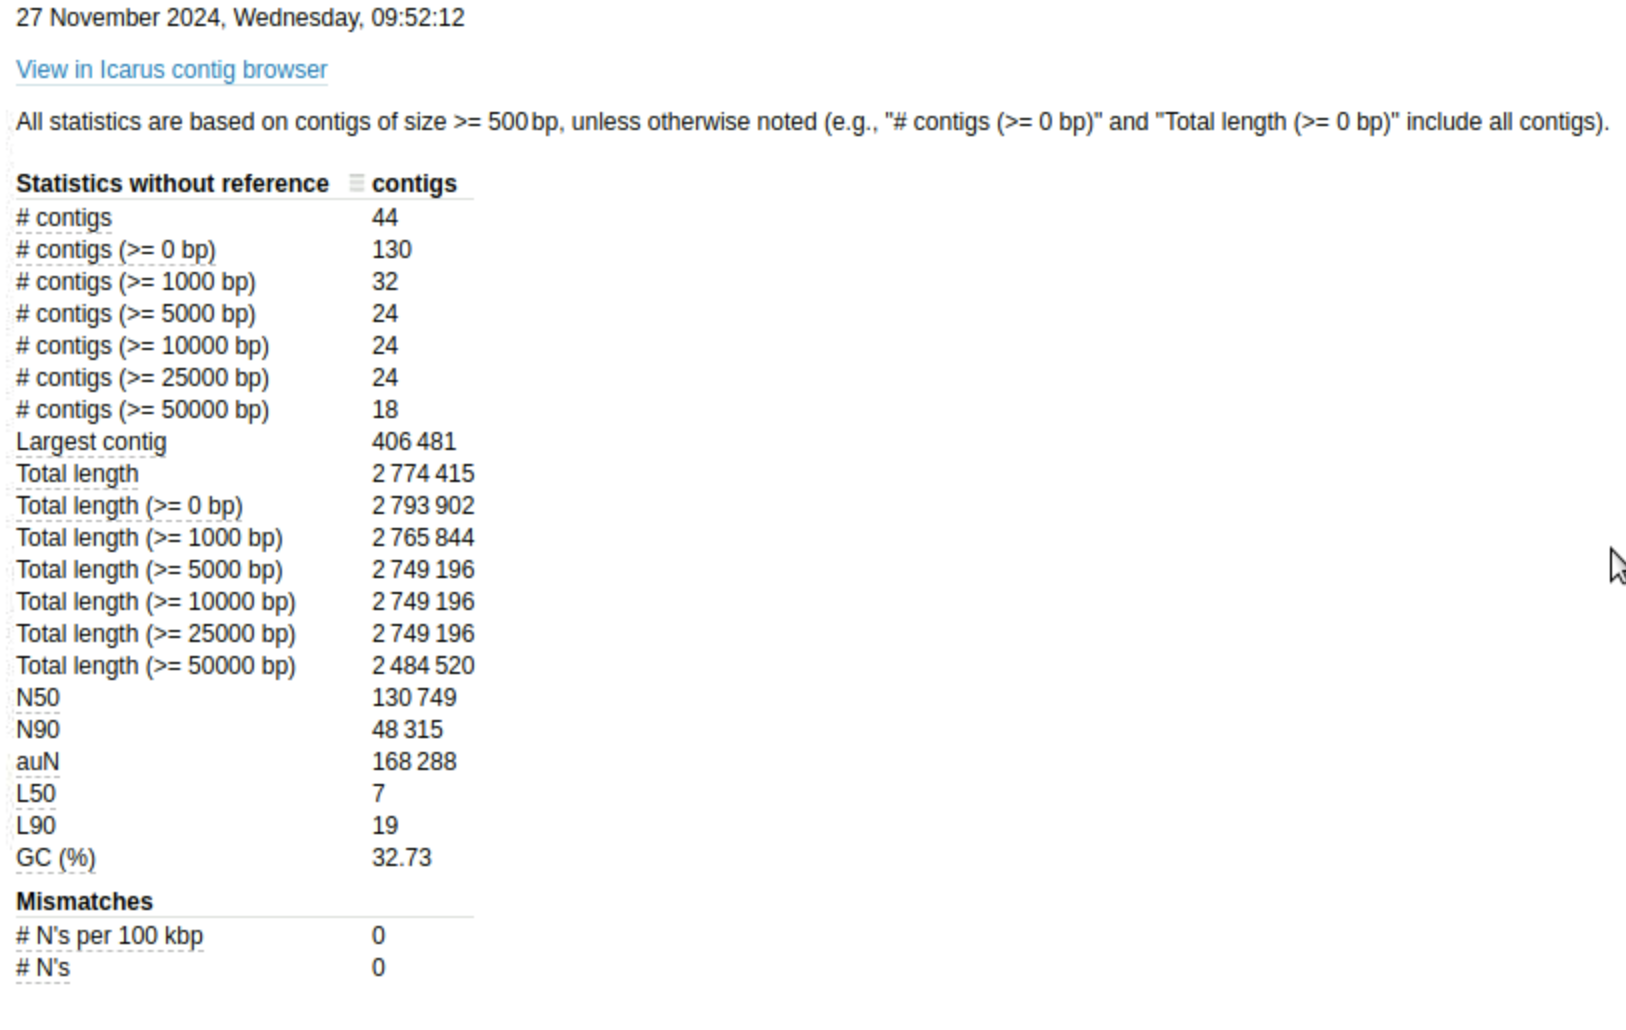 27 November 2024, Wednesday, 09:52:12
View in Icarus contig browser
All statistics are based on contigs of size >= 500 bp, unless otherwise noted (e.g., "# contigs (>= 0 bp)" and "Total length (>= 0 bp)" include all contigs).
Statistics without reference contigs
# contigs 44
# contigs (>= 0 bp) 130
# contigs (>= 1000 bp) 32
# contigs (>= 5000 bp) 24
# contigs (>= 10000 bp) 24
# contigs (>= 25000 bp) 24
# contigs (>= 50000 bp) 18
Largest contig 406 481
Total length 2 774 415
Total length (>= 0 bp) 2 793 902
Total length (>= 1000 bp) 2 765 844
Total length (>= 5000 bp) 2 749 196
Total length (>= 10000 bp) 2 749 196
Total length (>= 25000 bp) 2 749 196
Total length (>= 50000 bp) 2 484 520
N50 130 749
N90 48 315
auN 168 288
L50 7
L90 19
GC (%) 32.73
Mismatches
# N's per 100 kbp 0
# N's 0